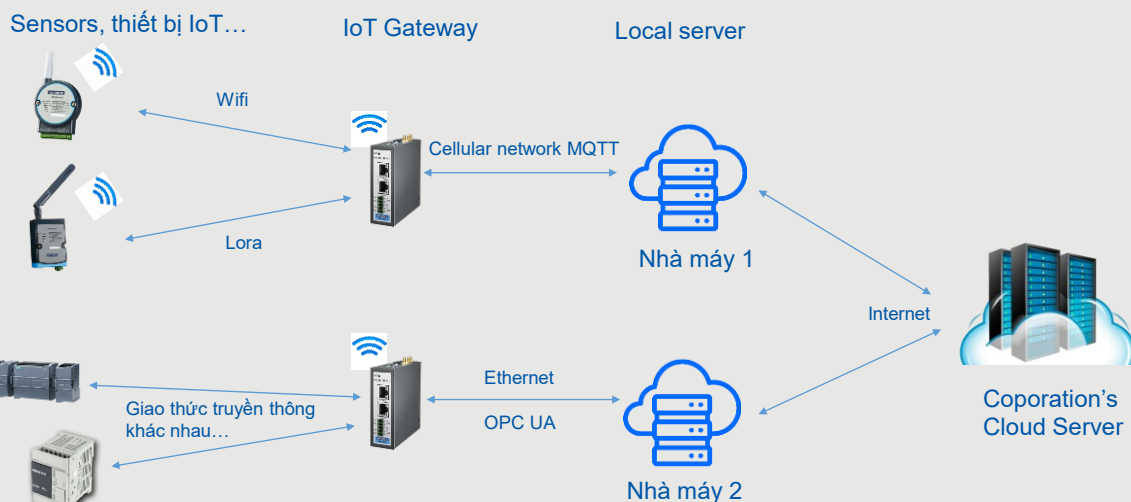 Sensors, thiết bị IoT…
IoT Gateway
Local server
Wifi
Cellular network MQTT
Lora
Nhà máy 1
Internet
Ethernet
Giao thức truyền thông
khác nhau…
OPC UA
Coporation's
Cloud Server
Nhà máy 2